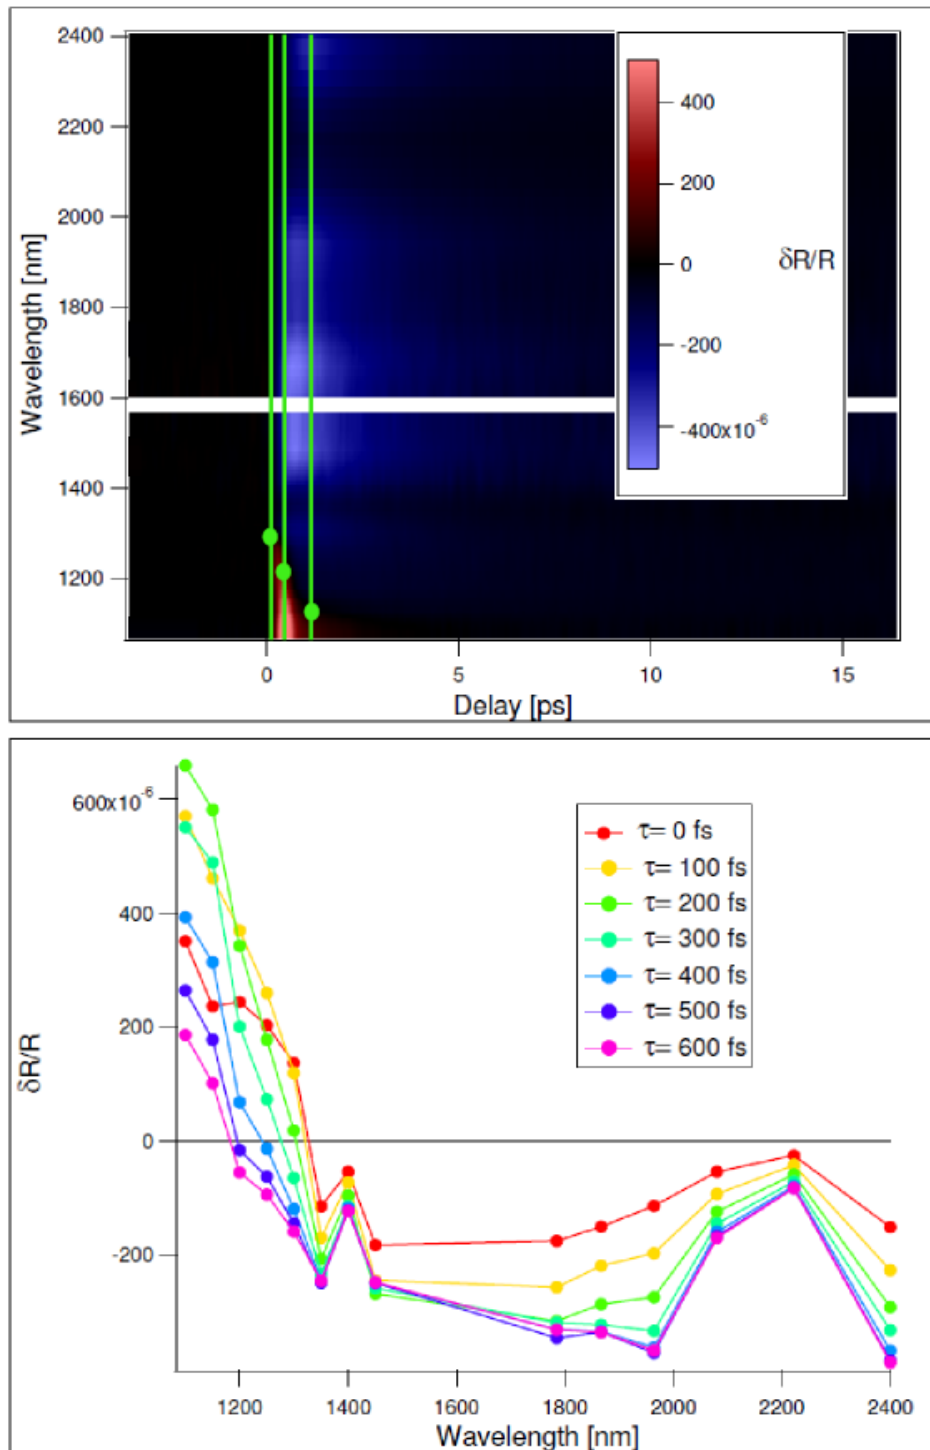 2400
2200
2000
1800
1600
1400
1200
Wavelength [nm]
400
200
0
-200
-400x10-6
δR/R
0
5
10
15
Delay [ps]
600x10-6
400
200
0
-200
δR/R
τ= 0 fs
τ= 100 fs
τ= 200 fs
τ= 300 fs
τ= 400 fs
τ= 500 fs
τ= 600 fs
1200
1400
1600
1800
2000
2200
2400
Wavelength [nm]